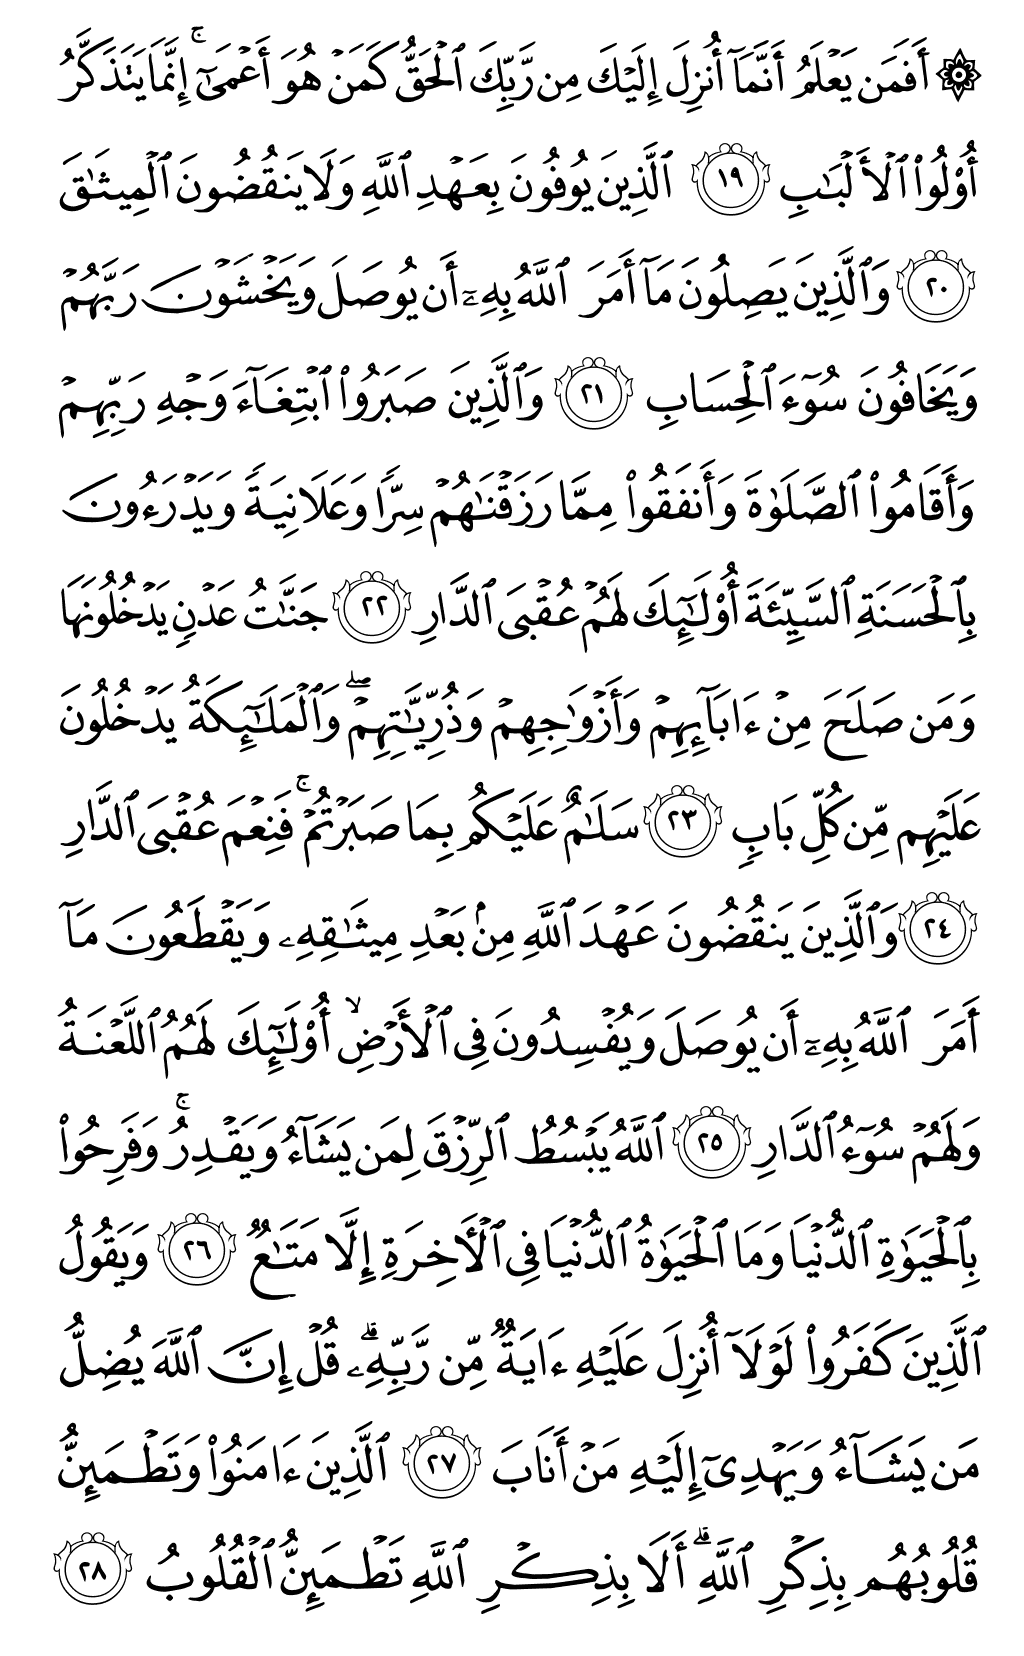 ۞ أَفَمَن يَعْلَمُ أَنَّمَآ أُنزِلَ إِلَيْكَ مِن رَّبِّكَ ٱلْحَقُّ كَمَنْ هُوَ أَعْمَىٰٓ ۚ إِنَّمَا يَتَذَكَّرُ
أُو۟لُوا۟ ٱلْأَلْبَٰبِ ١٩ ٱلَّذِينَ يُوفُونَ بِعَهْدِ ٱللَّهِ وَلَا يَنقُضُونَ ٱلْمِيثَٰقَ
٢٠ وَٱلَّذِينَ يَصِلُونَ مَآ أَمَرَ ٱللَّهُ بِهِۦٓ أَن يُوصَلَ وَيَخْشَوْنَ رَبَّهُمْ
وَيَخَافُونَ سُوٓءَ ٱلْحِسَابِ ٢١ وَٱلَّذِينَ صَبَرُوا۟ ٱبْتِغَآءَ وَجْهِ رَبِّهِمْ
وَأَقَامُوا۟ ٱلصَّلَوٰةَ وَأَنفَقُوا۟ مِمَّا رَزَقْنَٰهُمْ سِرًّا وَعَلَانِيَةً وَيَدْرَءُونَ
بِٱلْحَسَنَةِ ٱلسَّيِّئَةَ أُو۟لَٰٓئِكَ لَهُمْ عُقْبَى ٱلدَّارِ ٢٢ جَنَّٰتُ عَدْنٍ يَدْخُلُونَهَا
وَمَن صَلَحَ مِنْ ءَابَآئِهِمْ وَأَزْوَٰجِهِمْ وَذُرِّيَّٰتِهِمْ ۖ وَٱلْمَلَٰٓئِكَةُ يَدْخُلُونَ
عَلَيْهِم مِّن كُلِّ بَابٍ ٢٣ سَلَٰمٌ عَلَيْكُم بِمَا صَبَرْتُمْ ۚ فَنِعْمَ عُقْبَى ٱلدَّارِ
٢٤ وَٱلَّذِينَ يَنقُضُونَ عَهْدَ ٱللَّهِ مِنۢ بَعْدِ مِيثَٰقِهِۦ وَيَقْطَعُونَ مَآ
أَمَرَ ٱللَّهُ بِهِۦٓ أَن يُوصَلَ وَيُفْسِدُونَ فِى ٱلْأَرْضِ ۙ أُو۟لَٰٓئِكَ لَهُمُ ٱللَّعْنَةُ
وَلَهُمْ سُوٓءُ ٱلدَّارِ ٢٥ ٱللَّهُ يَبْسُطُ ٱلرِّزْقَ لِمَن يَشَآءُ وَيَقْدِرُ ۚ وَفَرِحُوا۟
بِٱلْحَيَوٰةِ ٱلدُّنْيَا وَمَا ٱلْحَيَوٰةُ ٱلدُّنْيَا فِى ٱلْأَخِرَةِ إِلَّا مَتَٰعٌ ٢٦ وَيَقُولُ
ٱلَّذِينَ كَفَرُوا۟ لَوْلَآ أُنزِلَ عَلَيْهِ ءَايَةٌ مِّن رَّبِّهِۦ ۗ قُلْ إِنَّ ٱللَّهَ يُضِلُّ
مَن يَشَآءُ وَيَهْدِىٓ إِلَيْهِ مَنْ أَنَابَ ٢٧ ٱلَّذِينَ ءَامَنُوا۟ وَتَطْمَئِنُّ
قُلُوبُهُم بِذِكْرِ ٱللَّهِ ۗ أَلَا بِذِكْرِ ٱللَّهِ تَطْمَئِنُّ ٱلْقُلُوبُ ٢٨